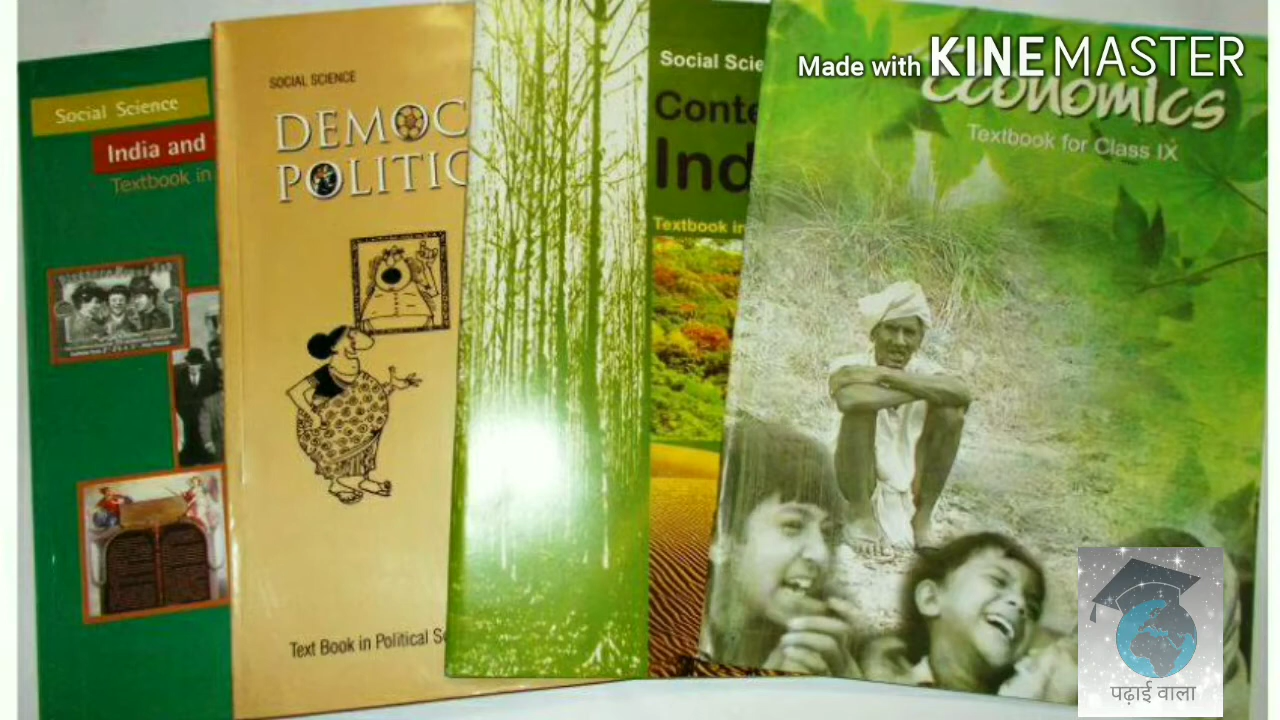 Social Science
India and
Textbook in
SOCIAL SCIENCE
DEMOC
POLITIC
Text Book in Political Sc
Social Scie
Conte
Ind
Textbook in
Made with KINEMASTER
Economics
Textbook for Class IX
पढ़ाई वाला